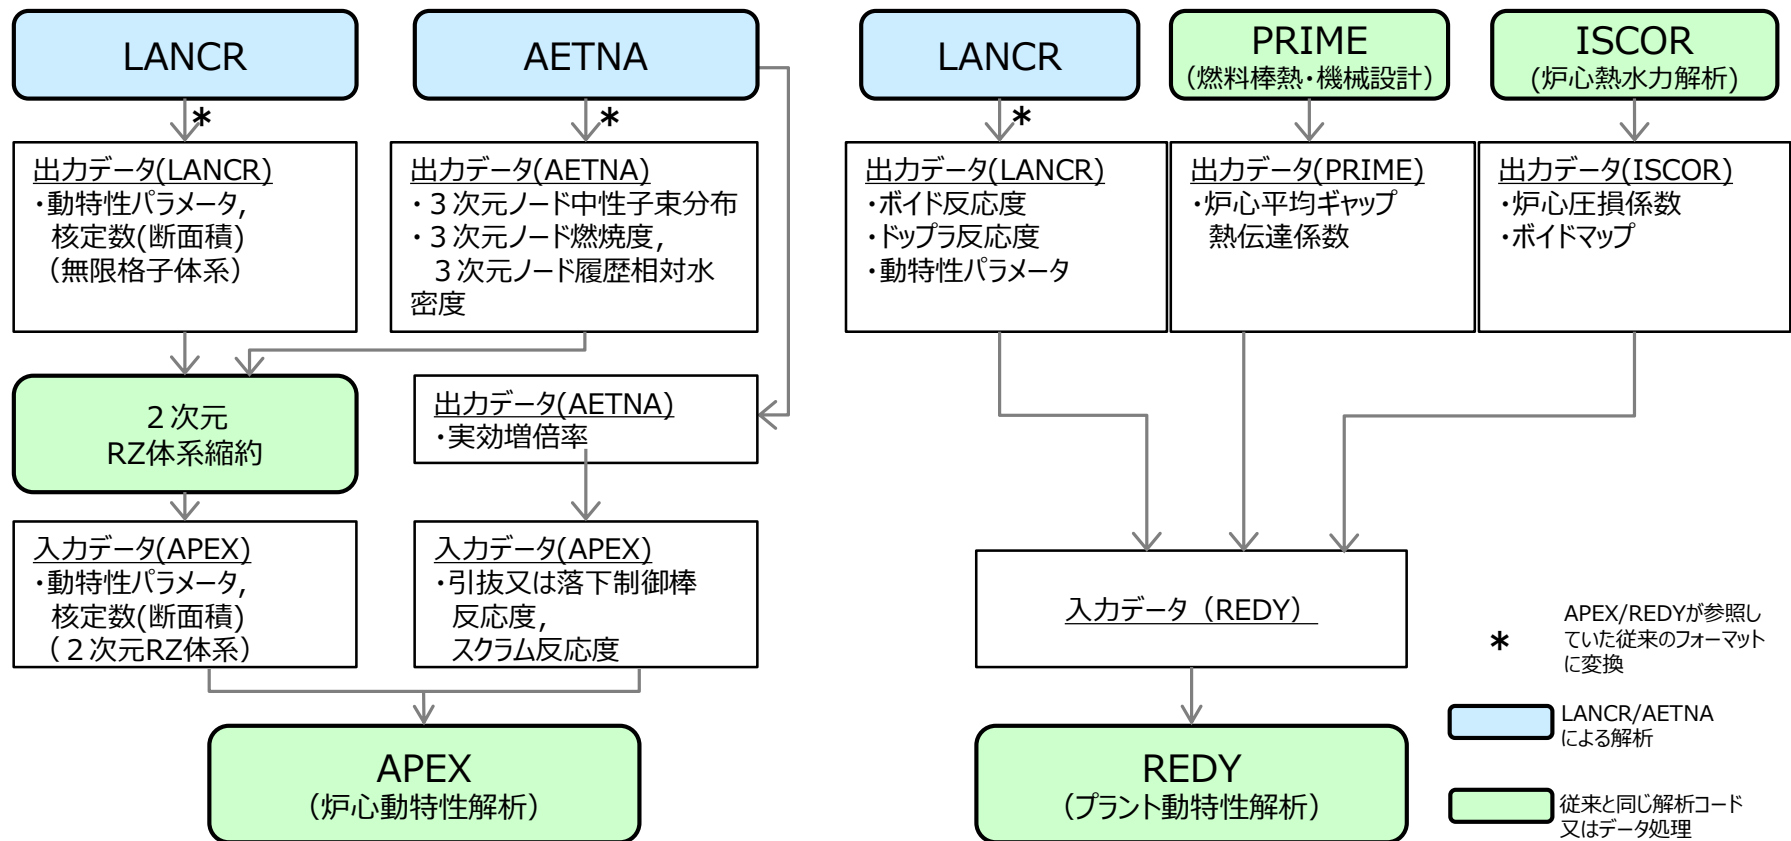 LANCR
*
出力データ(LANCR)
・動特性パラメータ,
核定数(断面積)
（無限格子体系）
AETNA
*
出力データ(AETNA)
・３次元ノード中性子束分布
・３次元ノード燃焼度,
３次元ノード履歴相対水
密度
２次元
RZ体系縮約
出力データ(AETNA)
・実効増倍率
入力データ(APEX)
・動特性パラメータ,
核定数(断面積)
（２次元RZ体系）
入力データ(APEX)
・引抜又は落下制御棒
反応度,
スクラム反応度
APEX
（炉心動特性解析）
LANCR
*
出力データ(LANCR)
・ボイド反応度
・ドップラ反応度
・動特性パラメータ
PRIME
（燃料棒熱・機械設計）
出力データ(PRIME)
・炉心平均ギャップ
熱伝達係数
ISCOR
(炉心熱水力解析)
出力データ(ISCOR)
・炉心圧損係数
・ボイドマップ
入力データ（REDY）
REDY
（プラント動特性解析）
*
APEX/REDYが参照し
ていた従来のフォーマット
に変換
LANCR/AETNA
による解析
従来と同じ解析コード
又はデータ処理